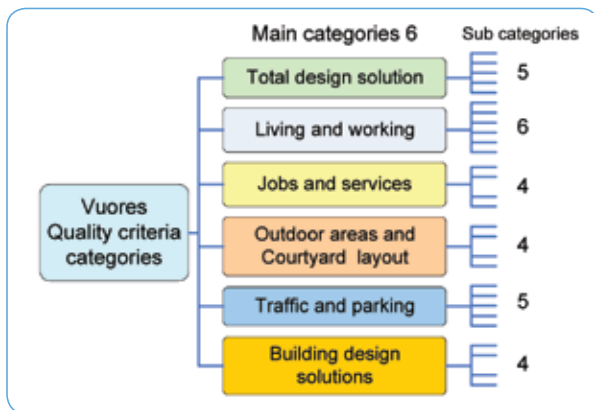 Main categories 6
Sub categories
Total design solution
5
Living and working
6
Jobs and services
4
Vuores
Quality criteria
categories
Outdoor areas and
Courtyard layout
4
Traffic and parking
5
Building design
solutions
4